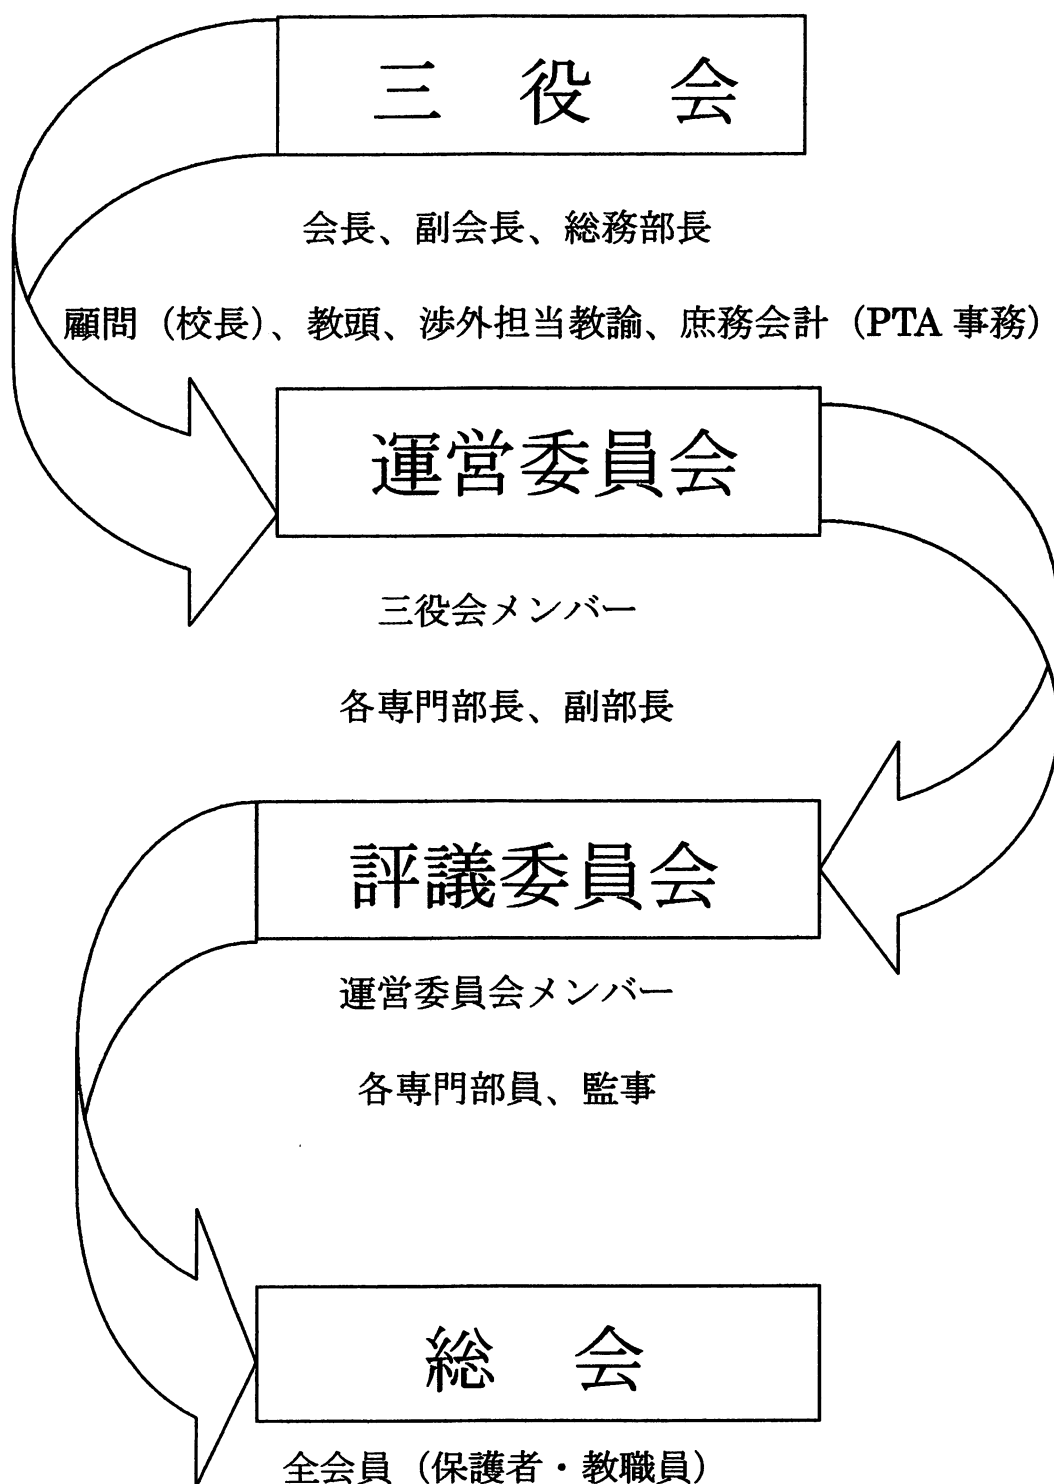 三　役　会
会長、副会長、総務部長
顧問（校長）、教頭、渉外担当教諭、庶務会計（PTA 事務）
運営委員会
三役会メンバー
各専門部長、副部長
評議委員会
運営委員会メンバー
各専門部員、監事
総　会
全会員（保護者・教職員）